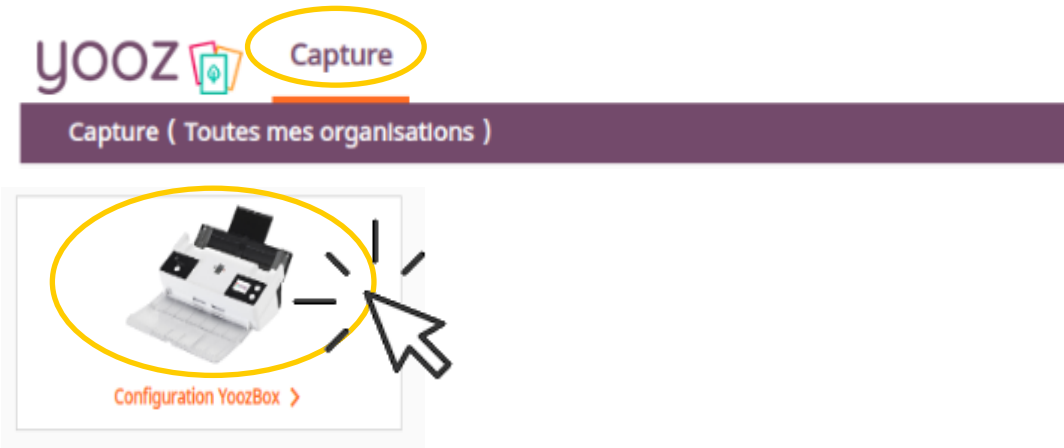 yooz Capture
Capture ( Toutes mes organisations )
Configuration YoozBox >